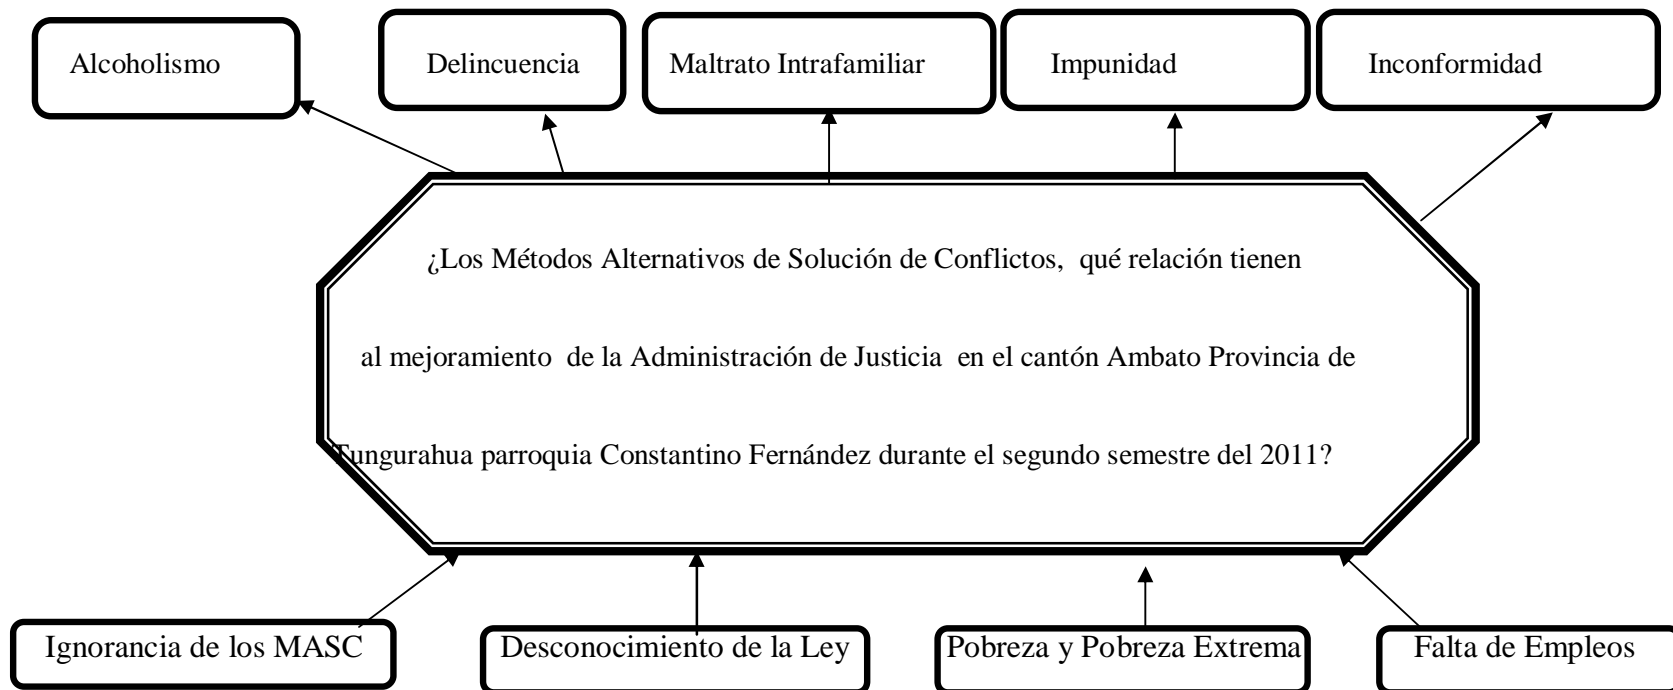 Alcoholismo
Delincuencia
Maltrato Intrafamiliar
Impunidad
Inconformidad
¿Los Métodos Alternativos de Solución de Conflictos, qué relación tienen
al mejoramiento de la Administración de Justicia en el cantón Ambato Provincia de
Tungurahua parroquia Constantino Fernández durante el segundo semestre del 2011?
Ignorancia de los MASC
Desconocimiento de la Ley
Pobreza y Pobreza Extrema
Falta de Empleos